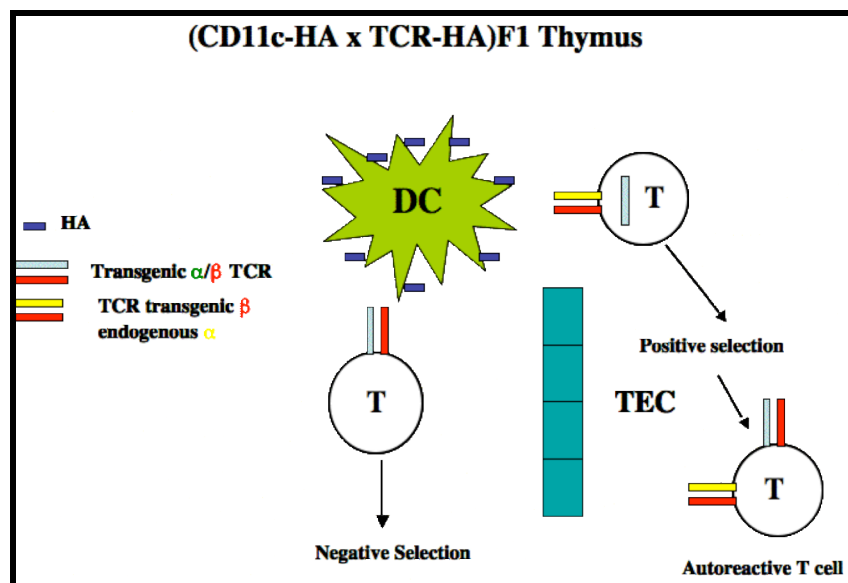 (CD11c-HA x TCR-HA)F1 Thymus
DC
T
HA
Transgenic α/β TCR
TCR transgenic β
endogenous α
T
TEC
Positive selection
T
Negative Selection
Autoreactive T cell